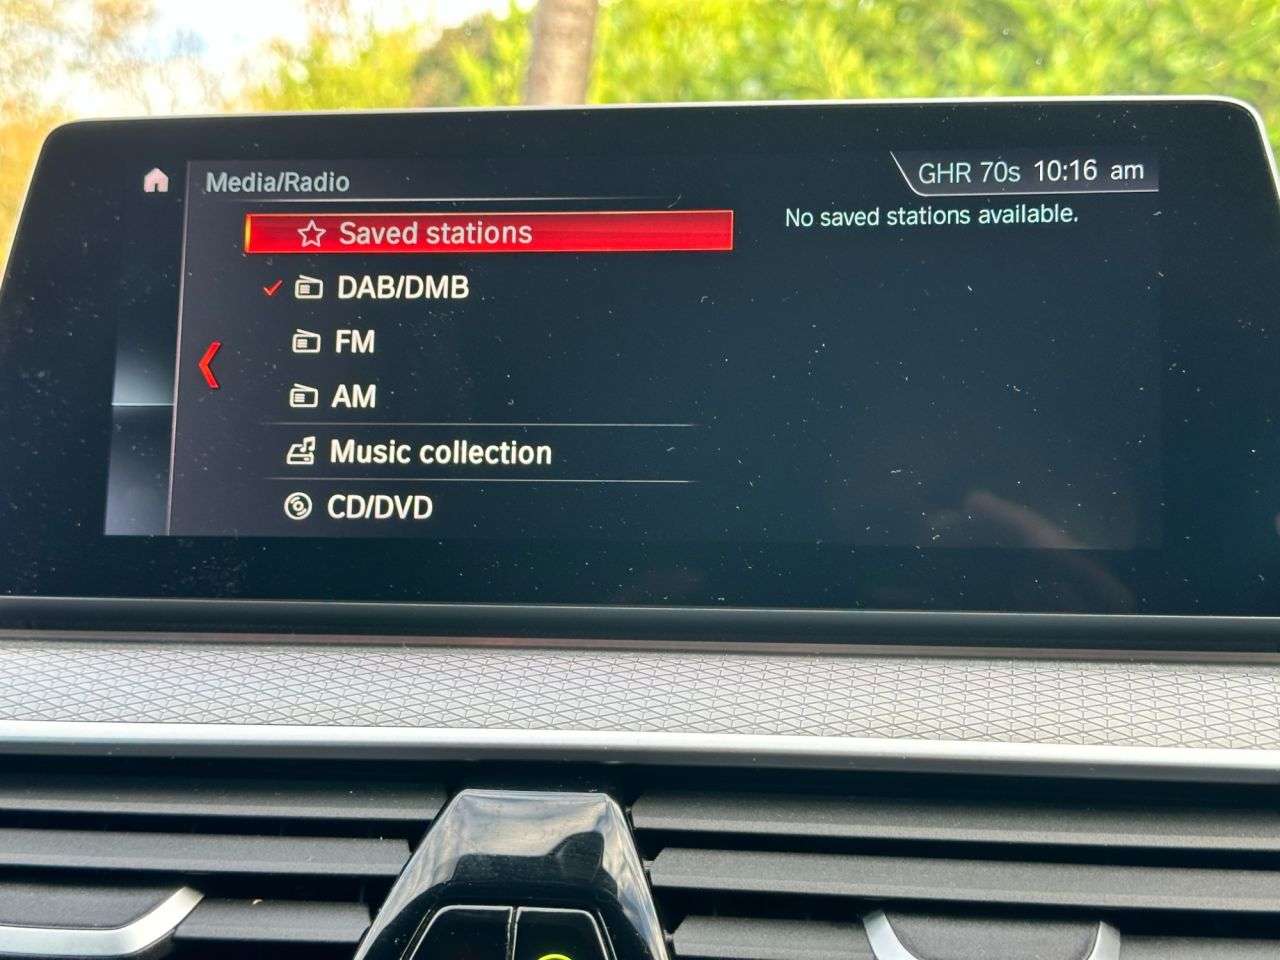 Media/Radio
GHR 70s 10:16 am
Saved stations
No saved stations available.
DAB/DMB
FM
AM
Music collection
CD/DVD